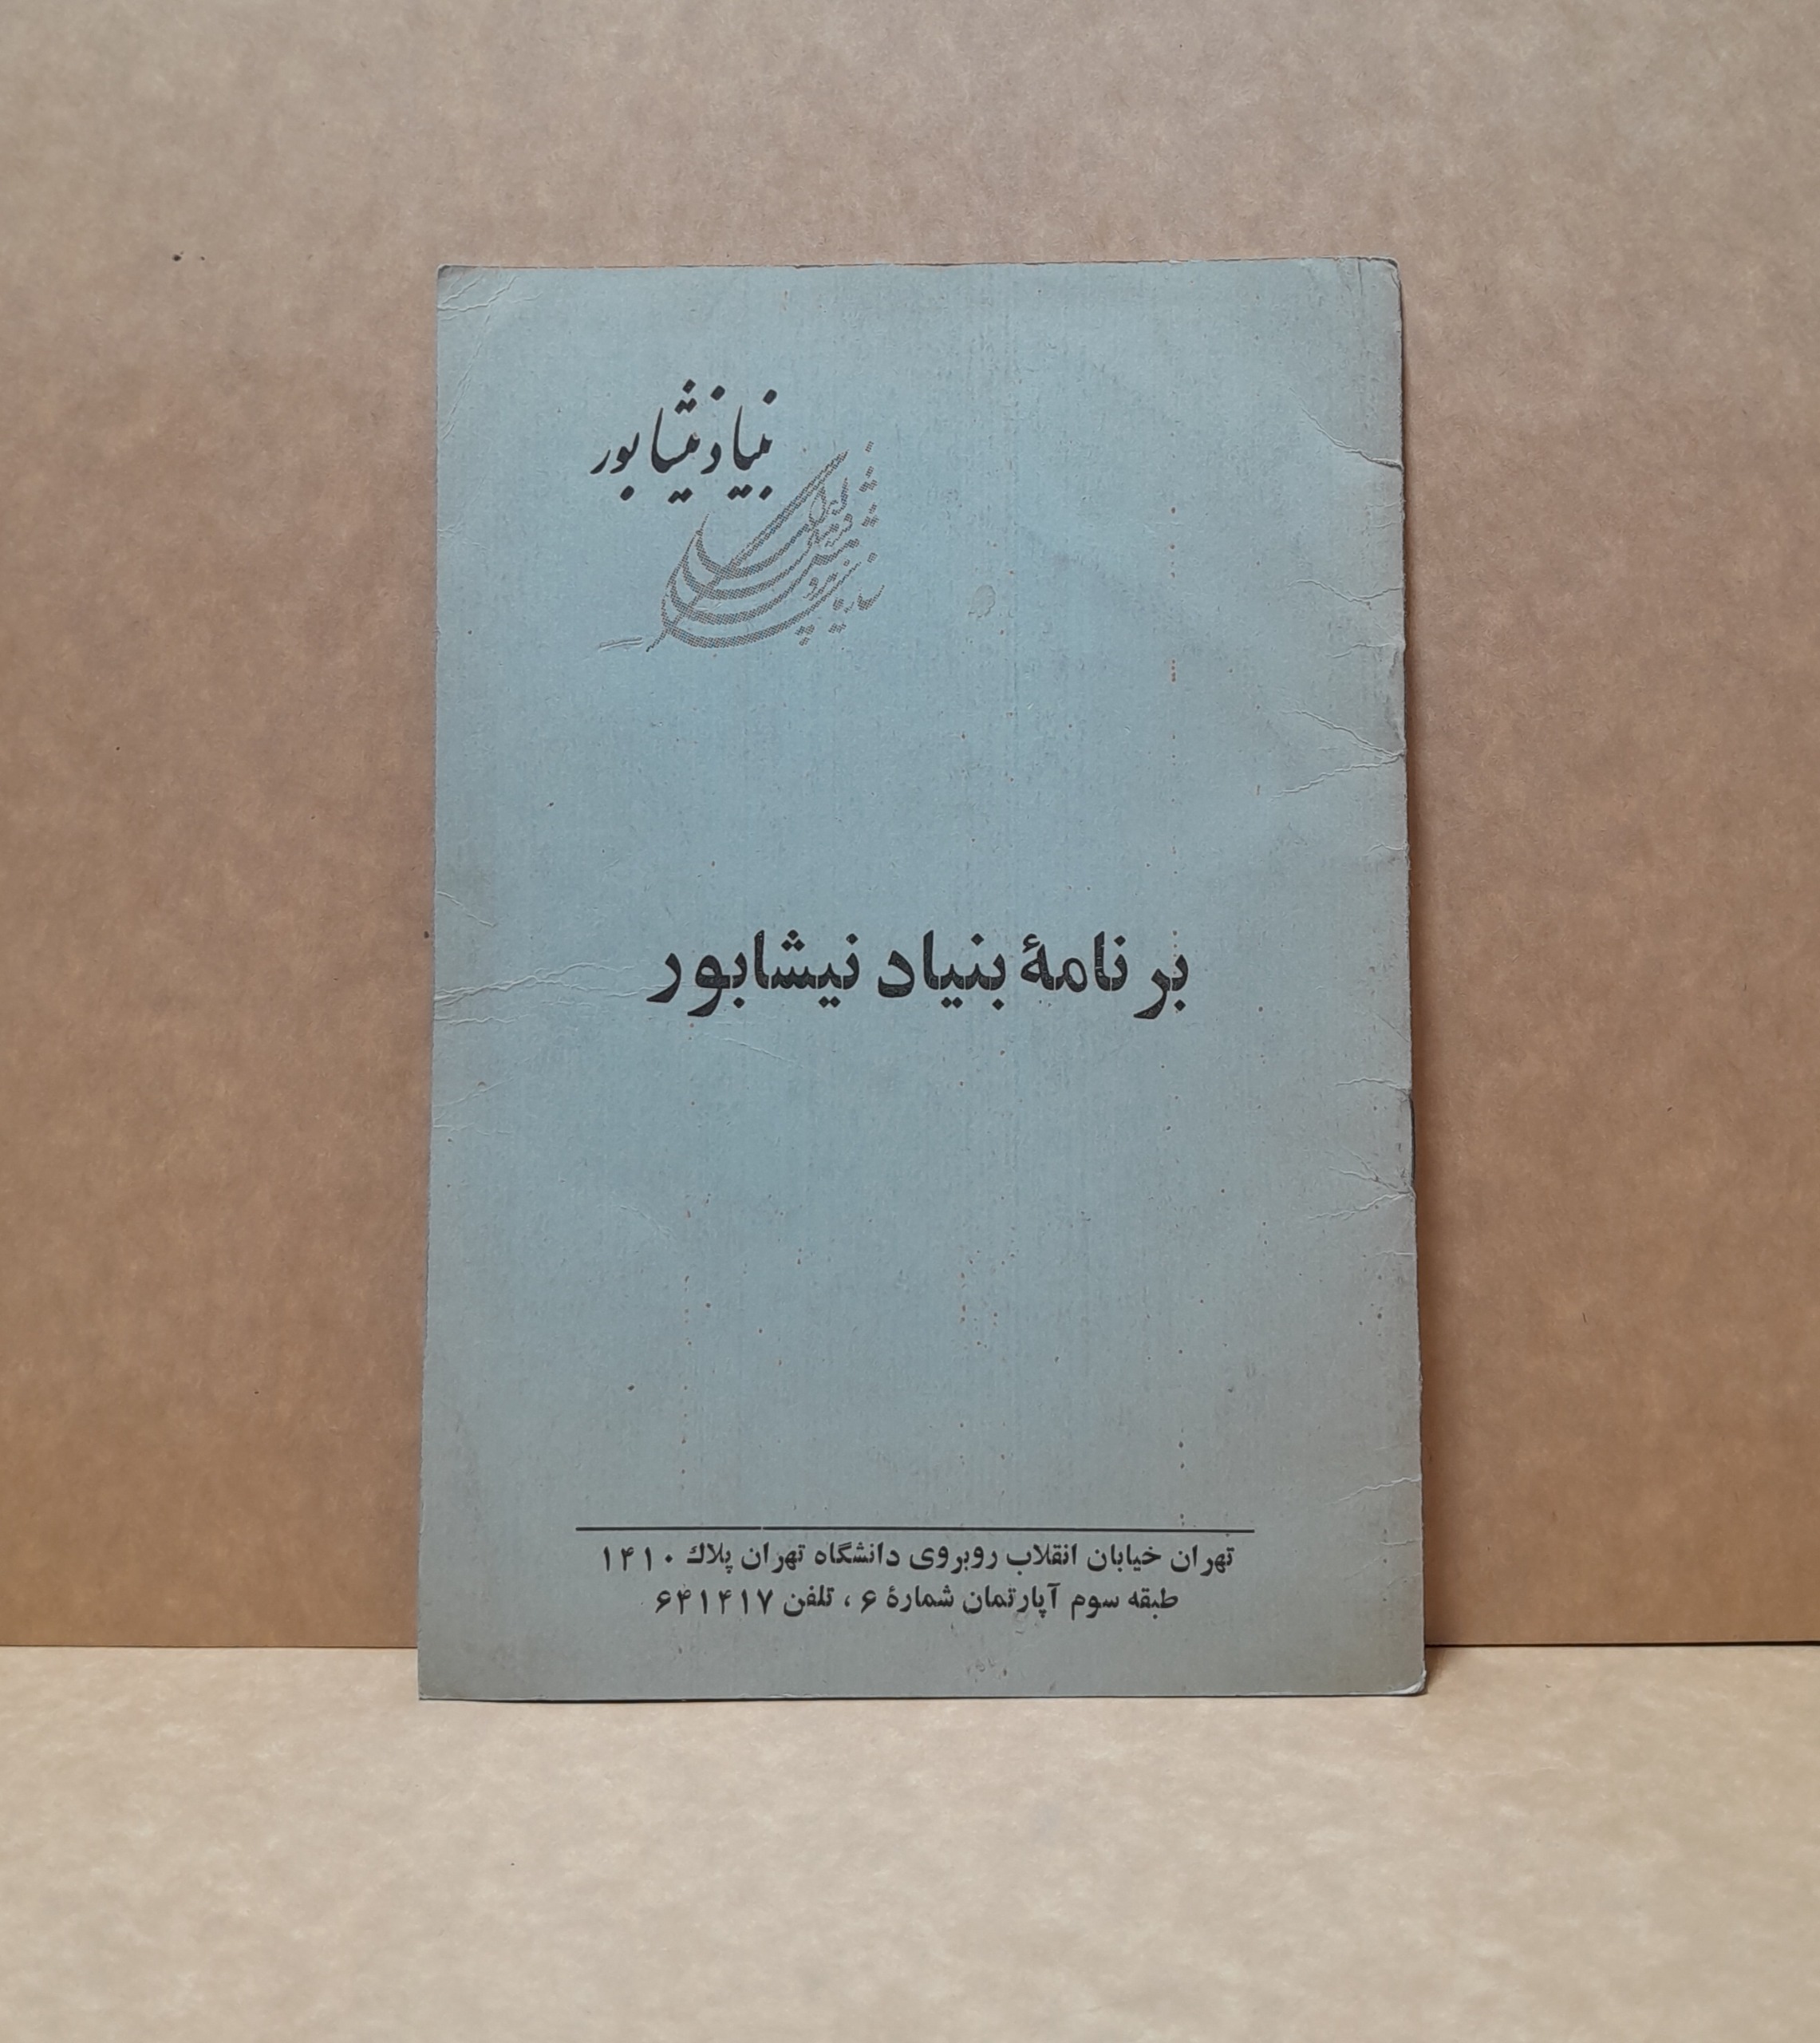 بنیاد نیشابور
برنامهٔ بنیاد نیشابور
تهران خیابان انقلاب روبروی دانشگاه تهران پلاك ۱۴۱۰
طبقه سوم آپارتمان شمارهٔ ۶ ، تلفن ۶۴۱۴۱۷